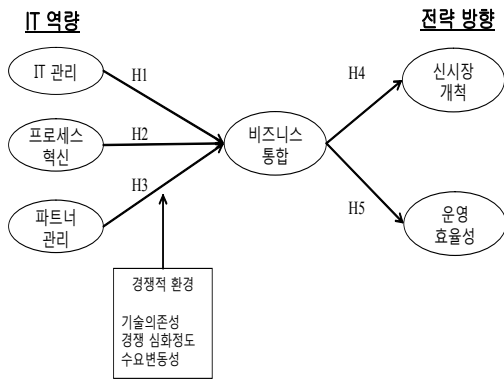 IT 역량
전략 방향
IT 관리
H1
H4
신시장
개척
프로세스
혁신
H2
비즈니스
통합
H3
H5
파트너
관리
운영
효율성
경쟁적 환경
기술의존성
경쟁 심화정도
수요변동성